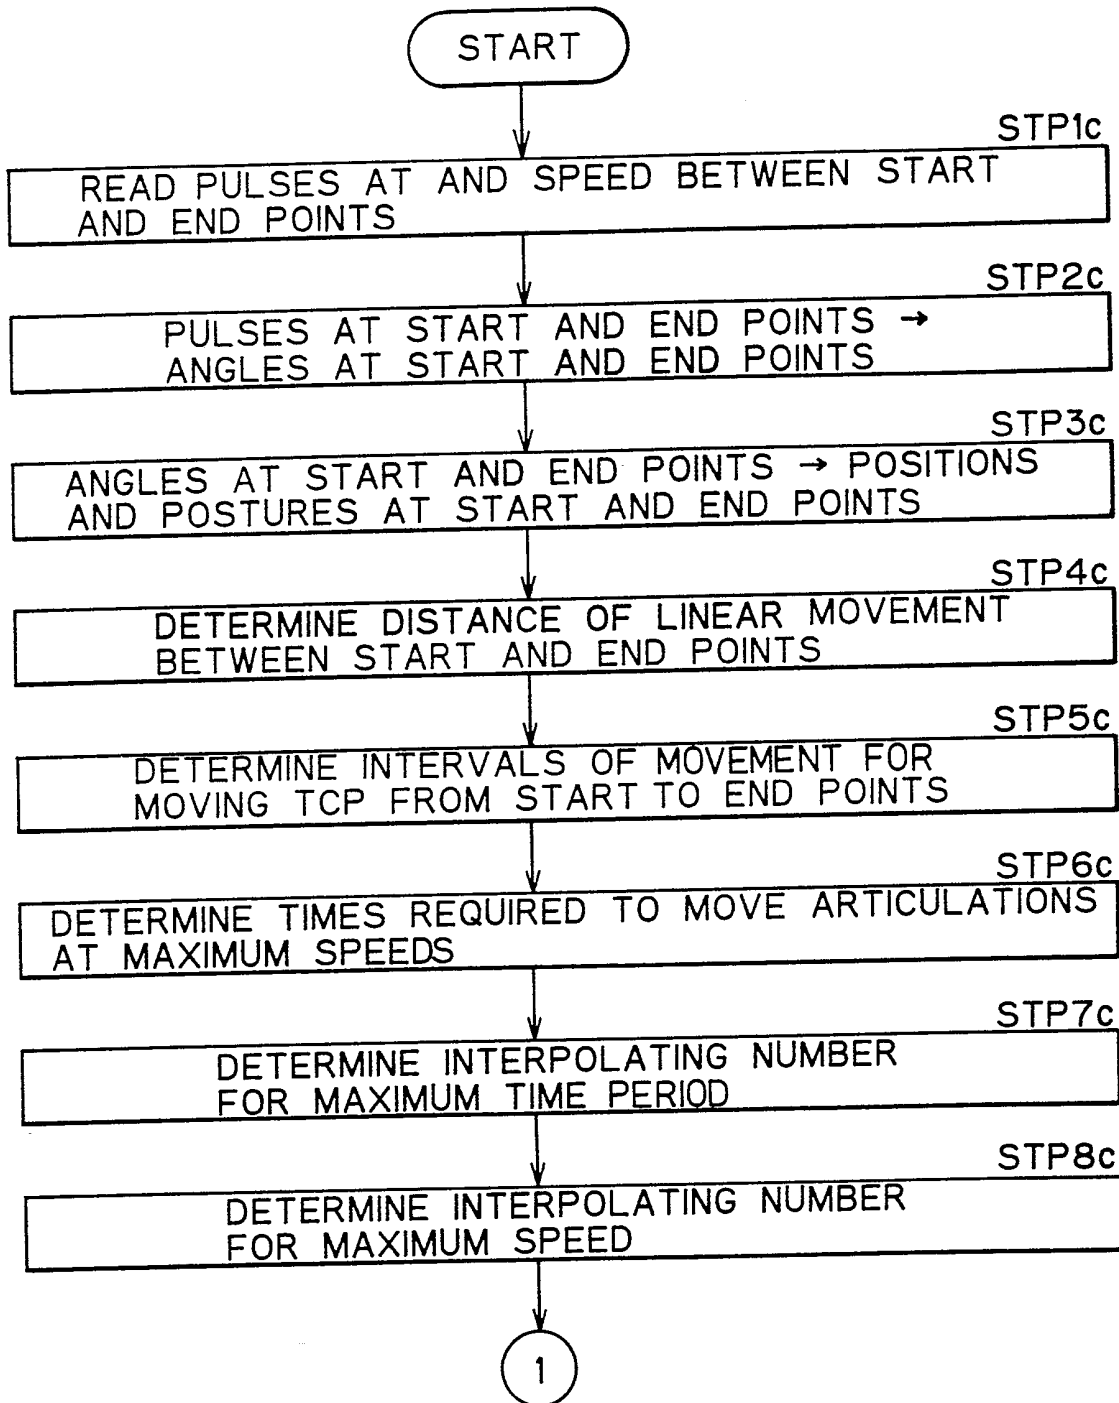 START
STP1c
READ PULSES AT AND SPEED BETWEEN START
AND END POINTS
STP2c
PULSES AT START AND END POINTS →
ANGLES AT START AND END POINTS
STP3c
ANGLES AT START AND END POINTS → POSITIONS
AND POSTURES AT START AND END POINTS
STP4c
DETERMINE DISTANCE OF LINEAR MOVEMENT
BETWEEN START AND END POINTS
STP5c
DETERMINE INTERVALS OF MOVEMENT FOR
MOVING TCP FROM START TO END POINTS
STP6c
DETERMINE TIMES REQUIRED TO MOVE ARTICULATIONS
AT MAXIMUM SPEEDS
STP7c
DETERMINE INTERPOLATING NUMBER
FOR MAXIMUM TIME PERIOD
STP8c
DETERMINE INTERPOLATING NUMBER
FOR MAXIMUM SPEED
1